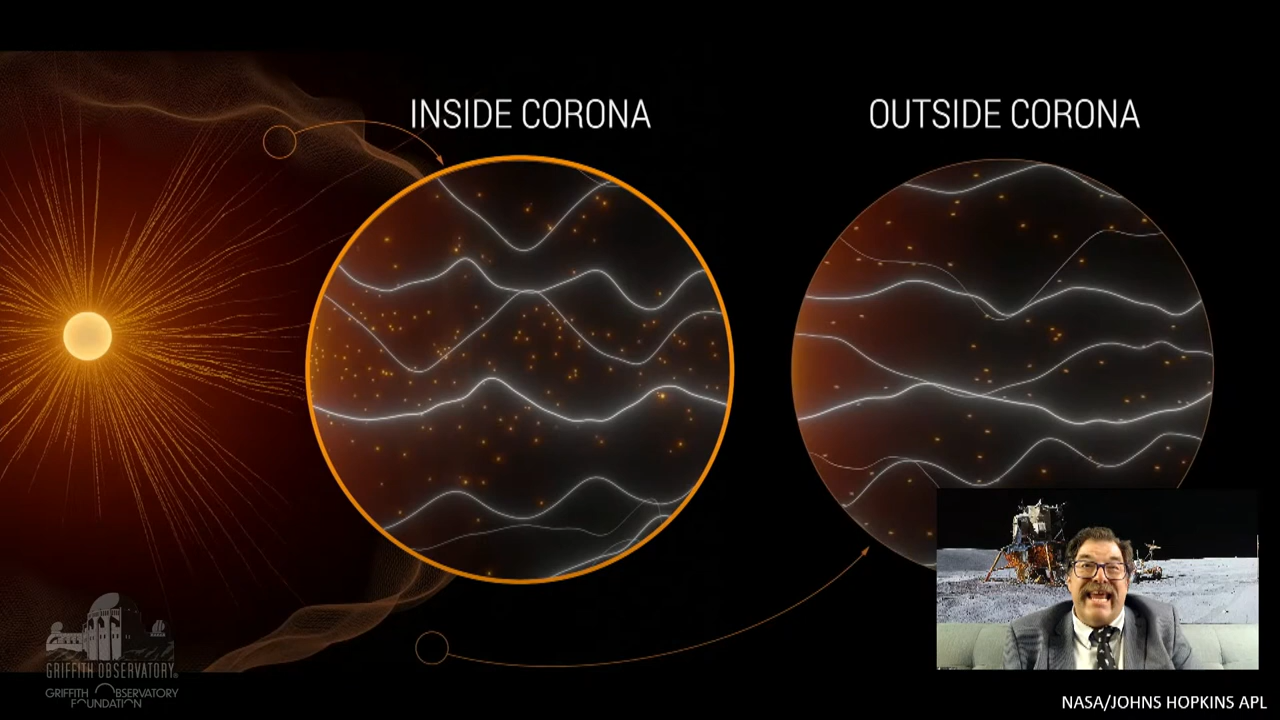 INSIDE CORONA
OUTSIDE CORONA
GRIFFITH OBSERVATORY
GRIFFITH OBSERVATORY
FOUNDATION
NASA/JOHNS HOPKINS APL